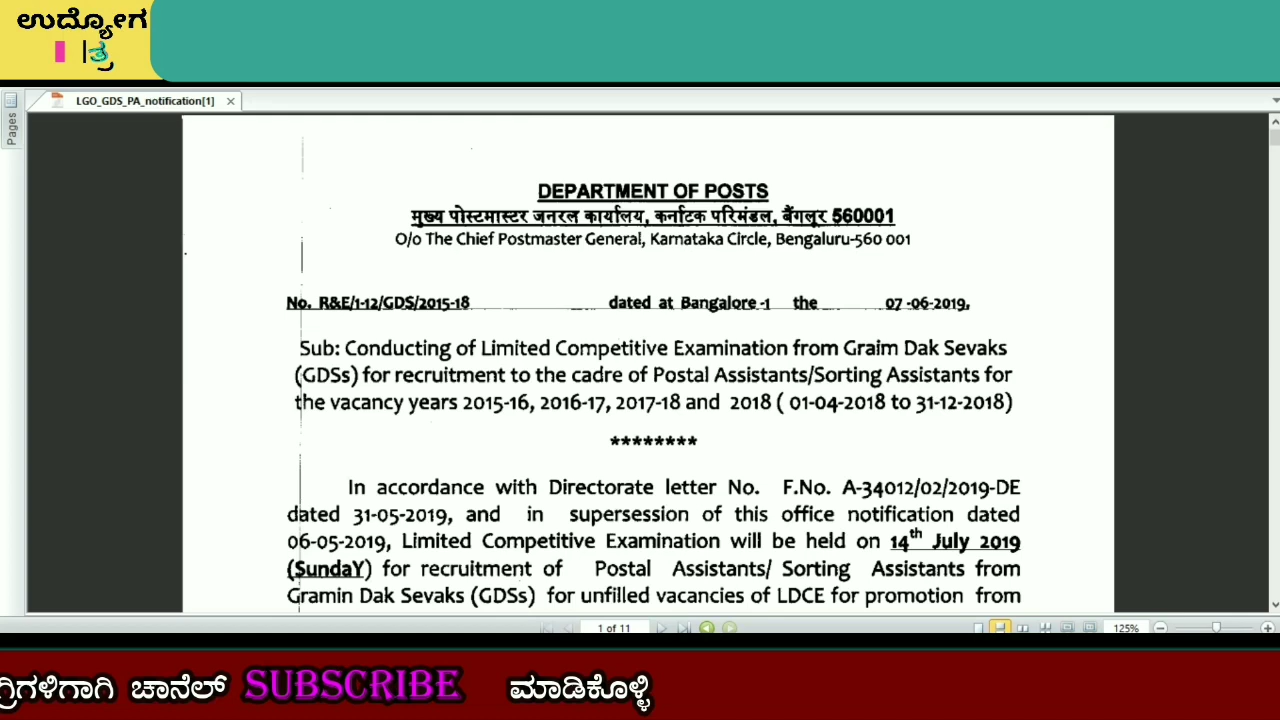 ಉದ್ಯೋಗ
ತ್ರ
LGO_GDS_PA_notification[1]
Pages
DEPARTMENT OF POSTS
मुख्य पोस्टमास्टर जनरल कार्यालय, कर्नाटक परिमंडल, बैंगलूर 560001
O/o The Chief Postmaster General, Karnataka Circle, Bengaluru-560 001
No. R&E/1-12/GDS/2015-18 dated at Bangalore -1 the 07 -06-2019.
Sub: Conducting of Limited Competitive Examination from Graim Dak Sevaks
(GDSs) for recruitment to the cadre of Postal Assistants/Sorting Assistants for
the vacancy years 2015-16, 2016-17, 2017-18 and 2018 ( 01-04-2018 to 31-12-2018)
********
In accordance with Directorate letter No. F.No. A-34012/02/2019-DE
dated 31-05-2019, and in supersession of this office notification dated
06-05-2019, Limited Competitive Examination will be held on 14th July 2019
(SundaY) for recruitment of Postal Assistants/ Sorting Assistants from
Gramin Dak Sevaks (GDSs) for unfilled vacancies of LDCE for promotion from
1 of 11
125%
ಗ್ರಿಗಳಿಗಾಗಿ ಚಾನೆಲ್ SUBSCRIBE ಮಾಡಿಕೊಳ್ಳಿ